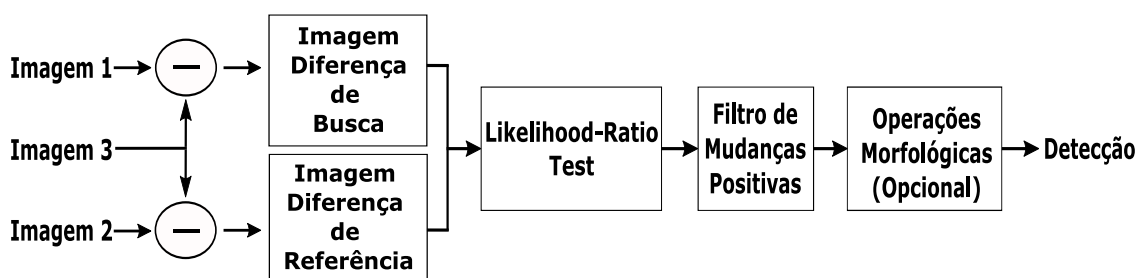 Imagem 1
Imagem 3
Imagem 2
Imagem
Diferença
de
Busca
Imagem
Diferença
de
Referência
Likelihood-Ratio
Test
Filtro de
Mudanças
Positivas
Operações
Morfológicas
(Opcional)
Detecção